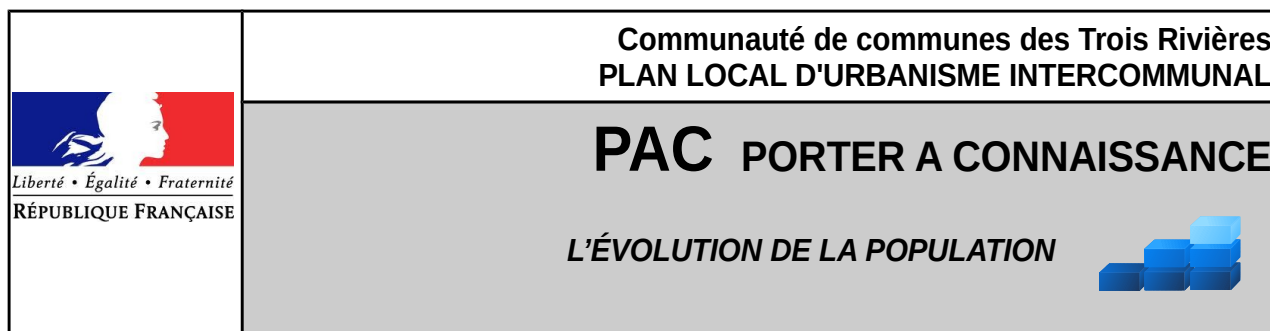 Communauté de communes des Trois Rivières
PLAN LOCAL D'URBANISME INTERCOMMUNAL
PAC PORTER A CONNAISSANCE
Liberté • Égalité • Fraternité
RÉPUBLIQUE FRANÇAISE
L'ÉVOLUTION DE LA POPULATION